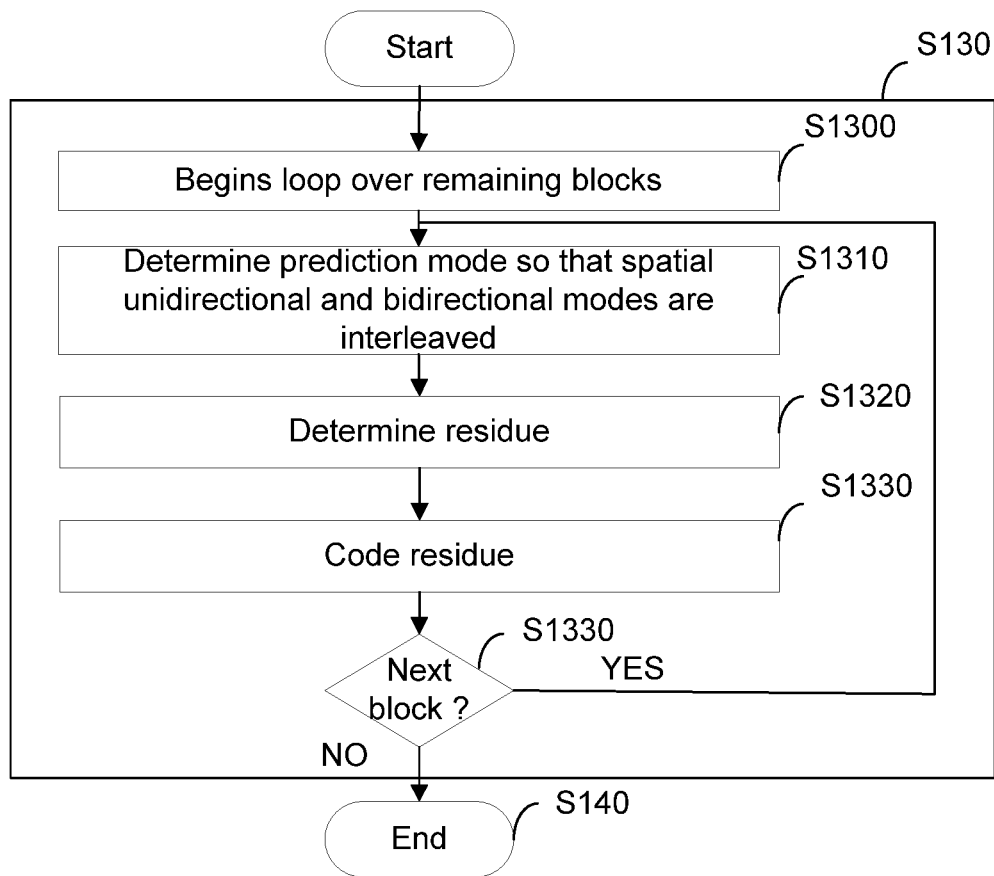 Start
S130
S1300
Begins loop over remaining blocks
Determine prediction mode so that spatial
unidirectional and bidirectional modes are
interleaved
S1310
S1320
Determine residue
S1330
Code residue
S1330
Next
block ?
YES
NO
S140
End